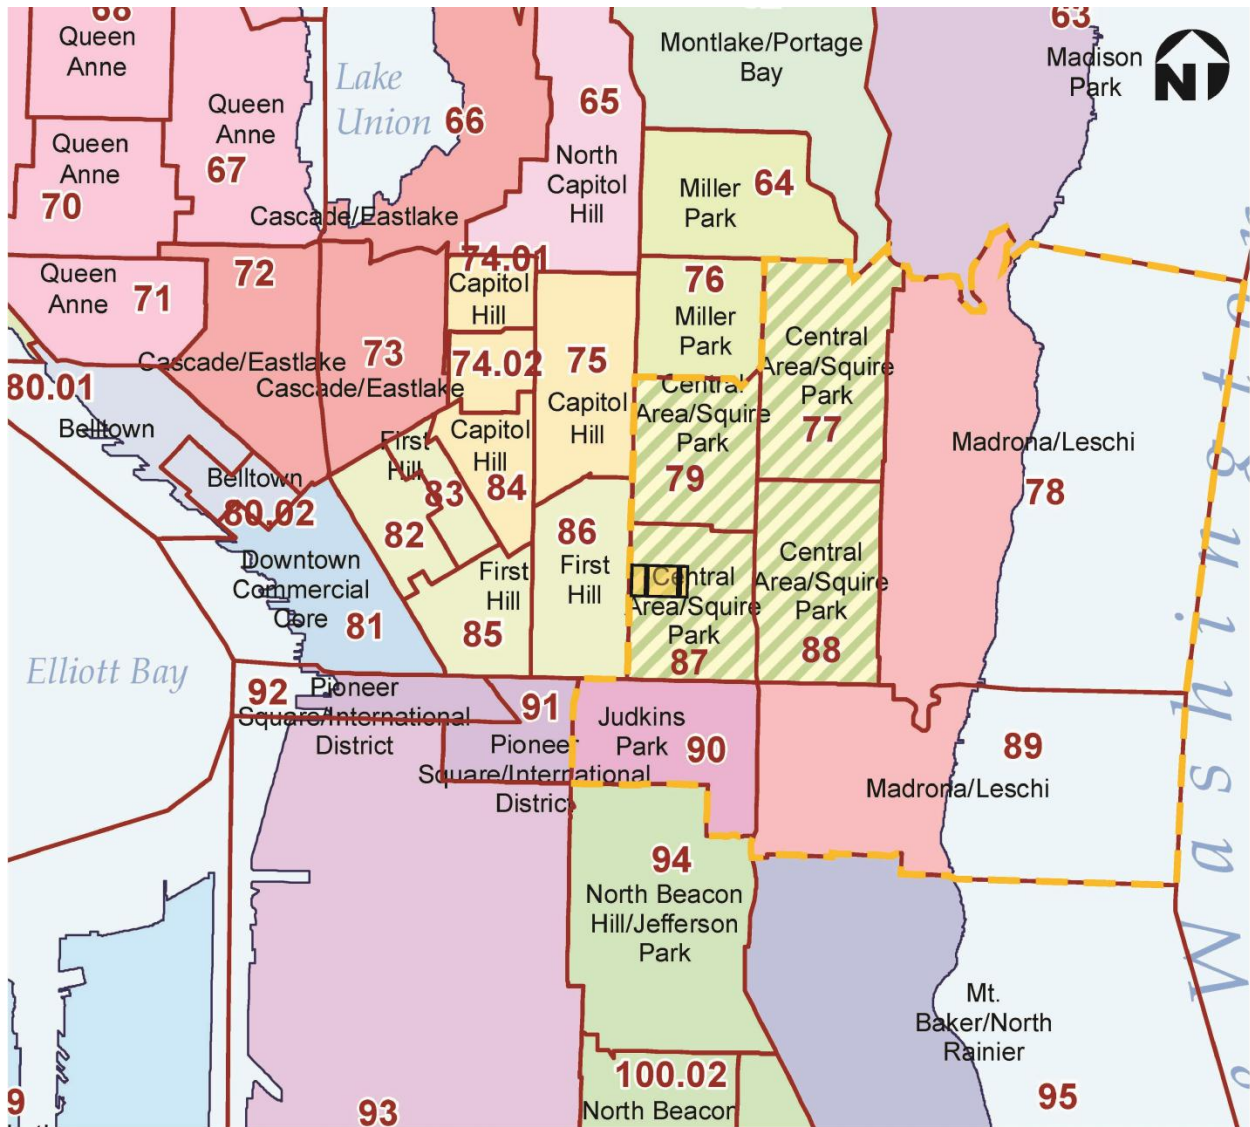 68
Queen
Anne
Lake
Union
66
65
Montlake/Portage
Bay
63
Madison
Park
N
Queen
Anne
67
Queen
Anne
70
North
Capitol
Hill
Miller
Park
64
Cascade/Eastlake
Queen
Anne
71
72
74.01
Capitol
Hill
76
Miller
Park
Central
Area/Squire
Park
77
80.01
Belltown
Cascade/Eastlake
73
Cascade/Eastlake
74.02
75
Capitol
Hill
Central
Area/Squire
Park
79
Madrona/Leschi
78
Belltown
80.02
First
Hill
83
82
Capitol
Hill
84
86
First
Hill
Downtown
Commercial
Core
81
First
Hill
85
Central
Area/Squire
Park
87
Central
Area/Squire
Park
88
Elliott Bay
92
Pioneer
Square/International
District
91
Pioneer
Square/International
District
Judkins
Park
90
89
Madrona/Leschi
94
North Beacon
Hill/Jefferson
Park
Mt.
Baker/North
Rainier
95
100.02
North Beacon
93
9
Washington